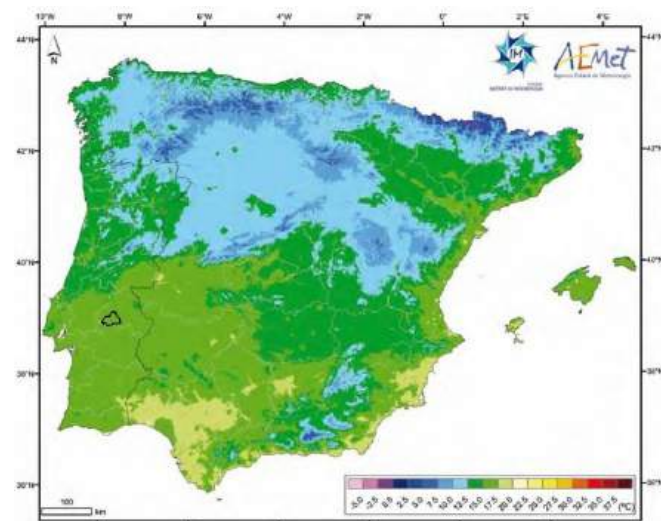 10°W 8°W 6°W 4°W 2°W 0° 2°E 4°E
44°N 44°N
N
IM
AEMet
Agencia Estatal de Meteorología
42°N 42°N
40°N 40°N
38°N 38°N
36°N 36°N
100
km
-5.0 -2.5 0.0 2.5 5.0 7.5 10.0 12.5 15.0 17.5 20.0 22.5 25.0 27.5 30.0 32.5 35.0 37.5 (ºC)